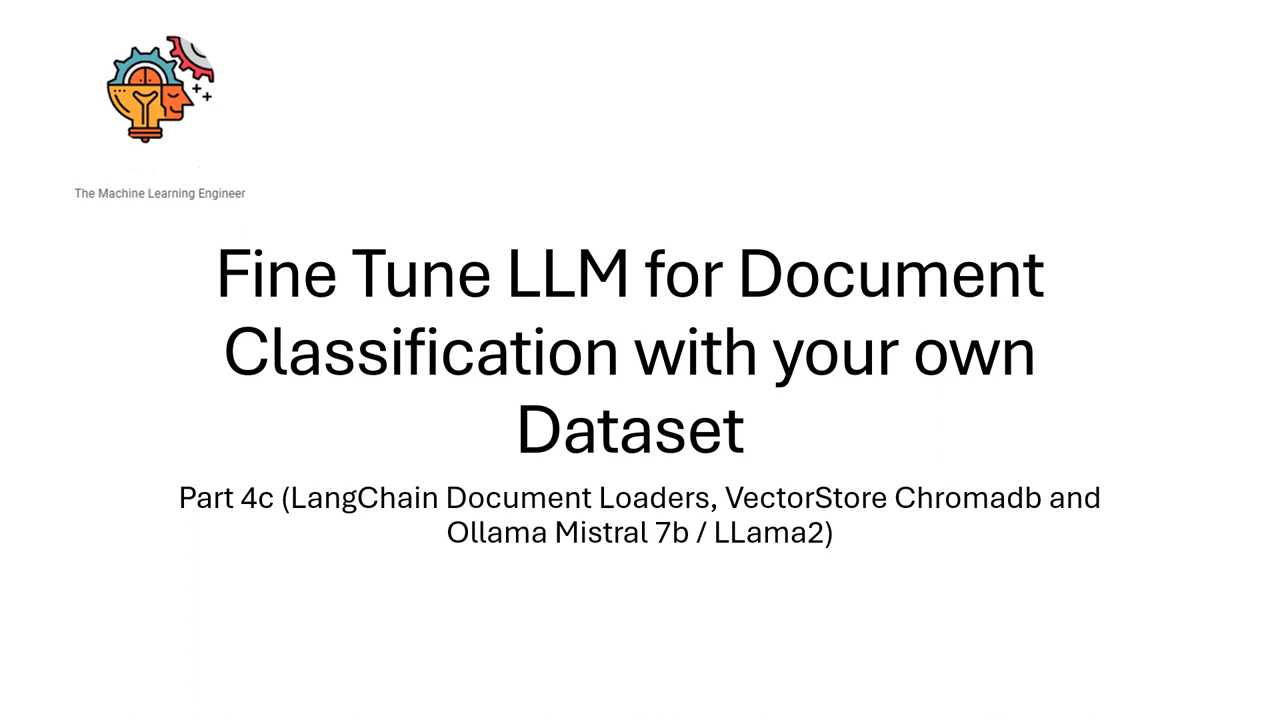 The Machine Learning Engineer
Fine Tune LLM for Document
Classification with your own
Dataset
Part 4c (LangChain Document Loaders, VectorStore Chromadb and
Ollama Mistral 7b / LLama2)